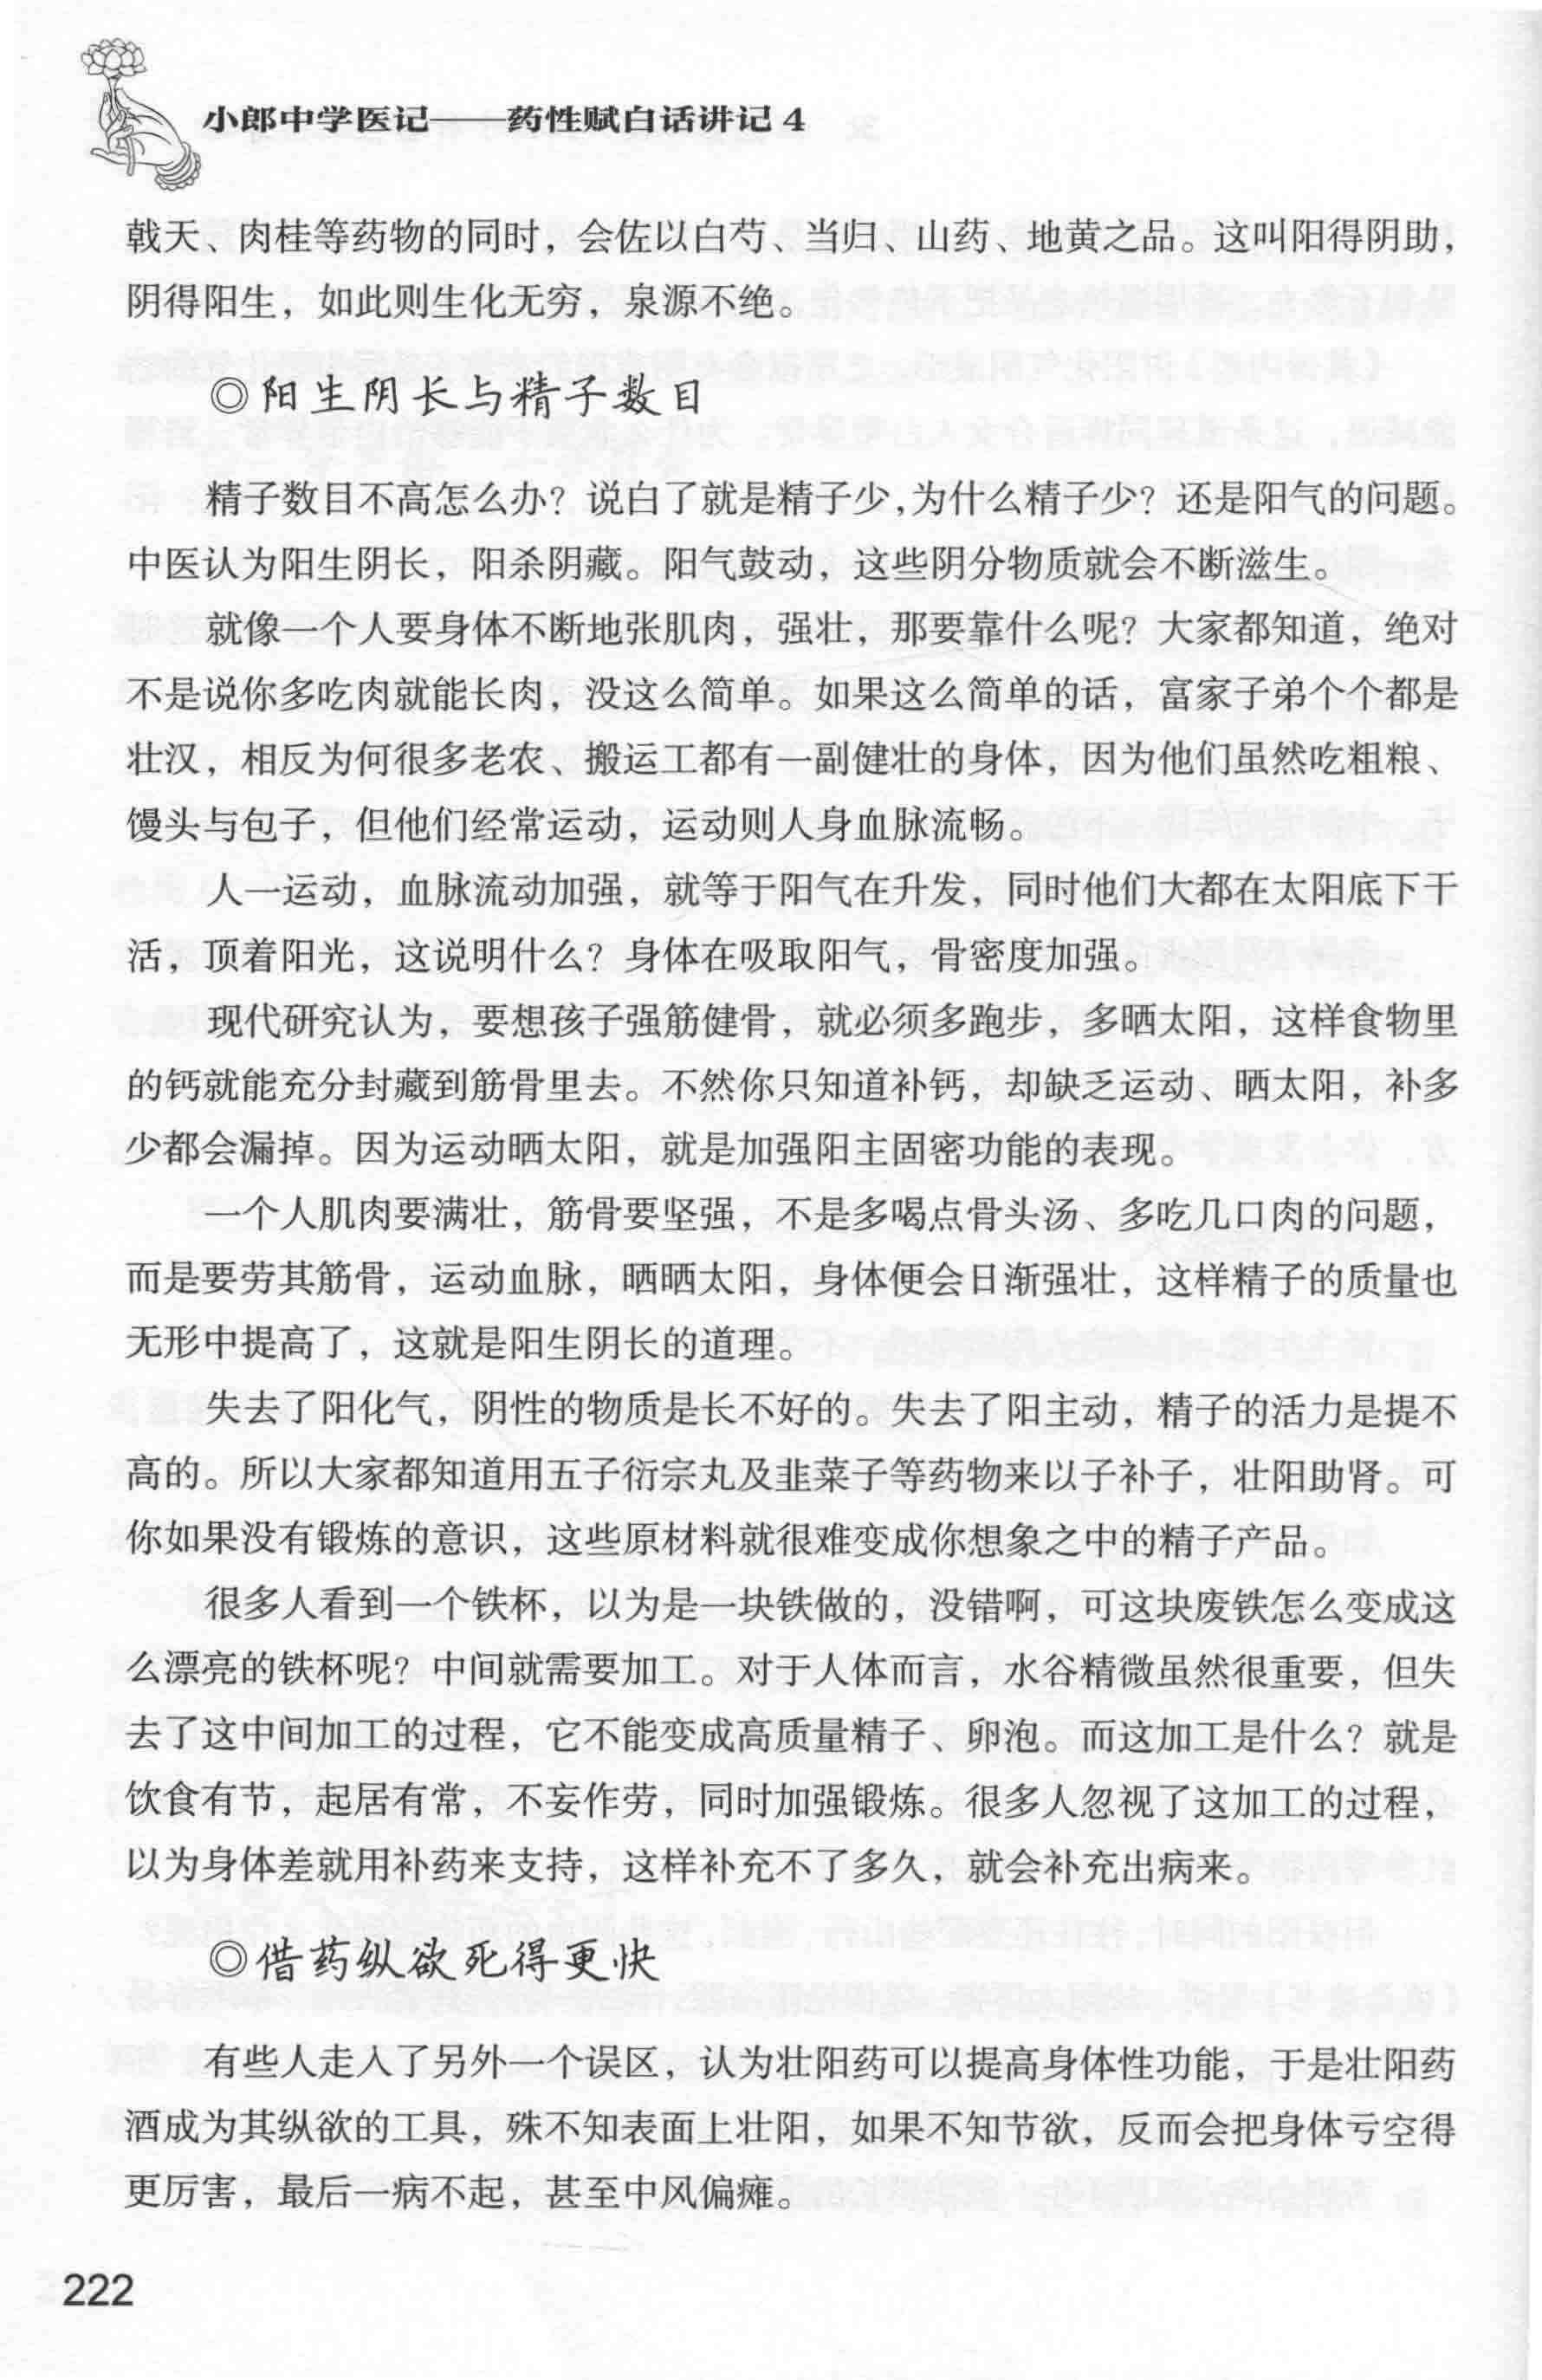 小郎中学医记——药性赋白话讲记4
戟天、肉桂等药物的同时，会佐以白芍、当归、山药、地黄之品。这叫阳得阴助，
阴得阳生，如此则生化无穷，泉源不绝。
◎阳生阴长与精子数目
精子数目不高怎么办？说白了就是精子少，为什么精子少？还是阳气的问题。
中医认为阳生阴长，阳杀阴藏。阳气鼓动，这些阴分物质就会不断滋生。
就像一个人要身体不断地张肌肉，强壮，那要靠什么呢？大家都知道，绝对
不是说你多吃肉就能长肉，没这么简单。如果这么简单的话，富家子弟个个都是
壮汉，相反为何很多老农、搬运工都有一副健壮的身体，因为他们虽然吃粗粮、
馒头与包子，但他们经常运动，运动则人身血脉流畅。
人一运动，血脉流动加强，就等于阳气在升发，同时他们大都在太阳底下干
活，顶着阳光，这说明什么？身体在吸取阳气，骨密度加强。
现代研究认为，要想孩子强筋健骨，就必须多跑步，多晒太阳，这样食物里
的钙就能充分封藏到筋骨里去。不然你只知道补钙，却缺乏运动、晒太阳，补多
少都会漏掉。因为运动晒太阳，就是加强阳主固密功能的表现。
一个人肌肉要满壮，筋骨要坚强，不是多喝点骨头汤、多吃几口肉的问题，
而是要劳其筋骨，运动血脉，晒晒太阳，身体便会日渐强壮，这样精子的质量也
无形中提高了，这就是阳生阴长的道理。
失去了阳化气，阴性的物质是长不好的。失去了阳主动，精子的活力是提不
高的。所以大家都知道用五子衍宗丸及韭菜子等药物来以子补子，壮阳助肾。可
你如果没有锻炼的意识，这些原材料就很难变成你想象之中的精子产品。
很多人看到一个铁杯，以为是一块铁做的，没错啊，可这块废铁怎么变成这
么漂亮的铁杯呢？中间就需要加工。对于人体而言，水谷精微虽然很重要，但失
去了这中间加工的过程，它不能变成高质量精子、卵泡。而这加工是什么？就是
饮食有节，起居有常，不妄作劳，同时加强锻炼。很多人忽视了这加工的过程，
以为身体差就用补药来支持，这样补充不了多久，就会补充出病来。
◎借药纵欲死得更快
有些人走入了另外一个误区，认为壮阳药可以提高身体性功能，于是壮阳药
酒成为其纵欲的工具，殊不知表面上壮阳，如果不知节欲，反而会把身体亏空得
更厉害，最后一病不起，甚至中风偏瘫。
222